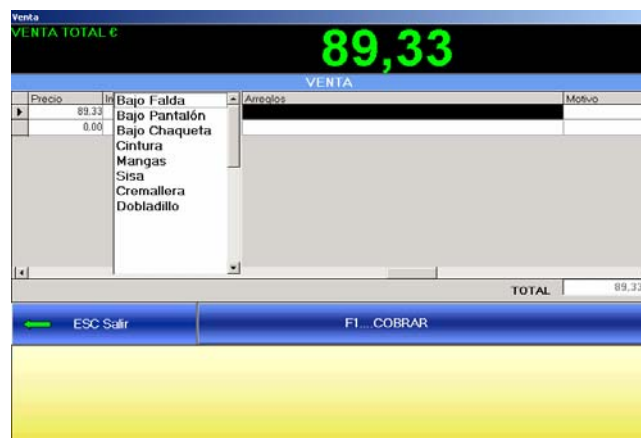 Venta
VENTA TOTAL €
89,33
VENTA
Precio
Arreglos
Motivo
89.33
0.00
Bajo Falda
Bajo Pantalón
Bajo Chaqueta
Cintura
Mangas
Sisa
Cremallera
Dobladillo
TOTAL
89,33
ESC Salir
F1....COBRAR